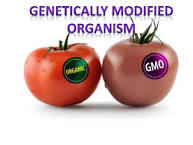 GENETICALLY MODIFIED
ORGANISM
ORGANIC
GMO